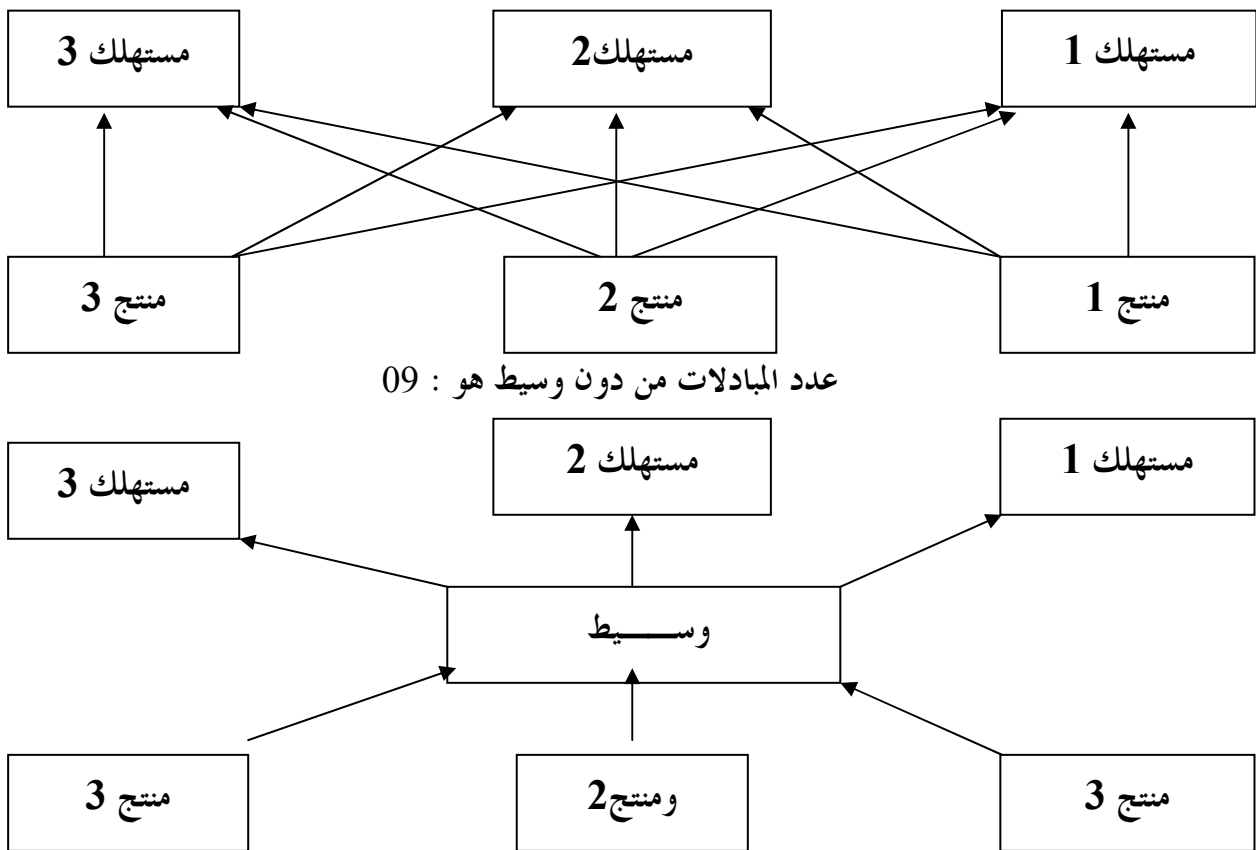 مستهلك 1
مستهلك2
مستهلك 3
منتج 1
منتج 2
منتج 3
عدد المبادلات من دون وسيط هو : 09
مستهلك 1
مستهلك 2
مستهلك 3
وســـــيط
منتج 3
ومنتج2
منتج 3